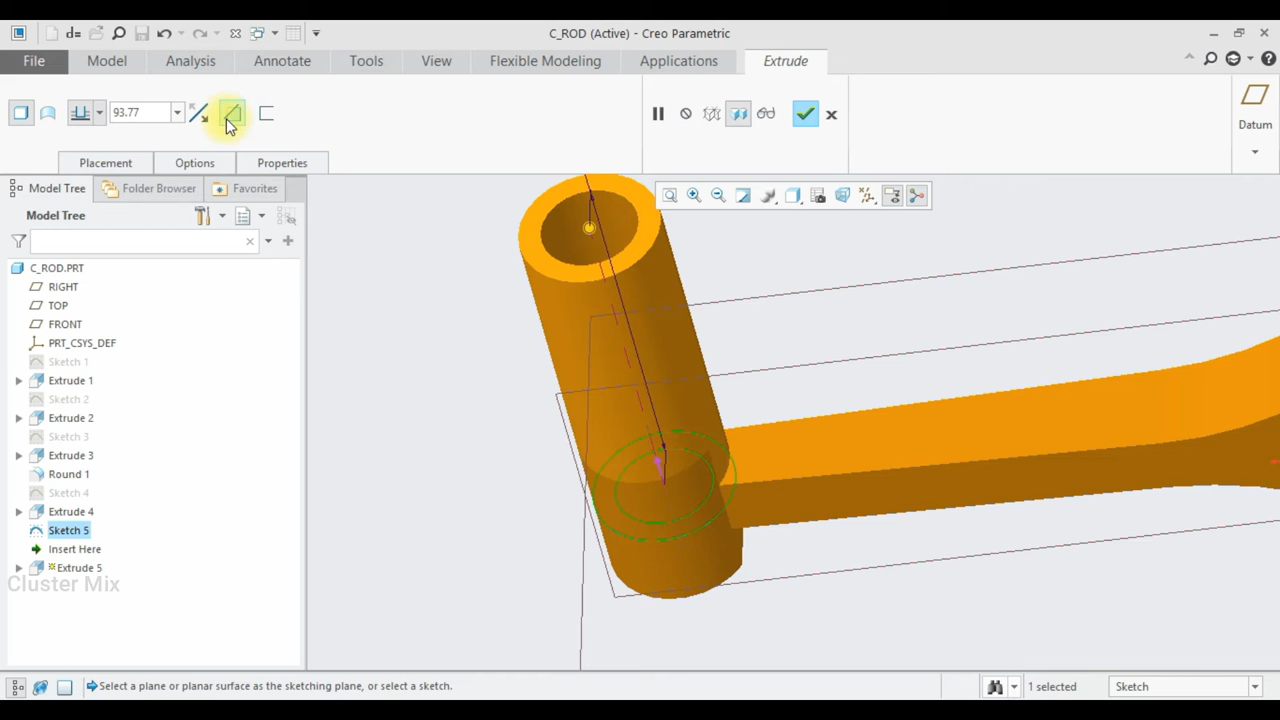 C_ROD (Active) - Creo Parametric
File Model Analysis Annotate Tools View Flexible Modeling Applications Extrude
93.77
Datum
Placement Options Properties
Model Tree Folder Browser Favorites
Model Tree
C_ROD.PRT
RIGHT
TOP
FRONT
PRT_CSYS_DEF
Sketch 1
Extrude 1
Sketch 2
Extrude 2
Sketch 3
Extrude 3
Round 1
Sketch 4
Extrude 4
Sketch 5
Insert Here
Extrude 5
Cluster Mix
Select a plane or planar surface as the sketching plane, or select a sketch. 1 selected Sketch